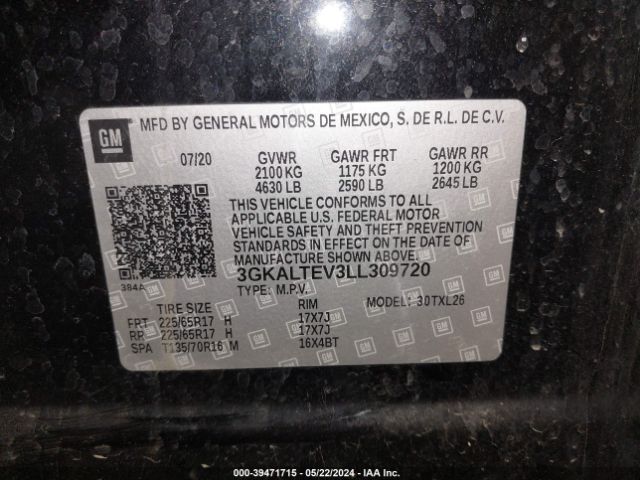 GM
MFD BY GENERAL MOTORS DE MEXICO, S. DE R.L. DE C.V.
07/20 GVWR GAWR FRT GAWR RR
2100 KG 1175 KG 1200 KG
4630 LB 2590 LB 2645 LB
THIS VEHICLE CONFORMS TO ALL
APPLICABLE U.S. FEDERAL MOTOR
VEHICLE SAFETY AND THEFT PREVENTION
STANDARDS IN EFFECT ON THE DATE OF
MANUFACTURE SHOWN ABOVE.
384A
3GKALTEV3LL309720
TYPE: M.P.V. MODEL: 30TXL26
TIRE SIZE RIM
FRT 225/65R17 H 17X7J
RR 225/65R17 H 17X7J
SPA T135/70R16 M 16X4BT
000-39471715 - 05/22/2024 - IAA Inc.